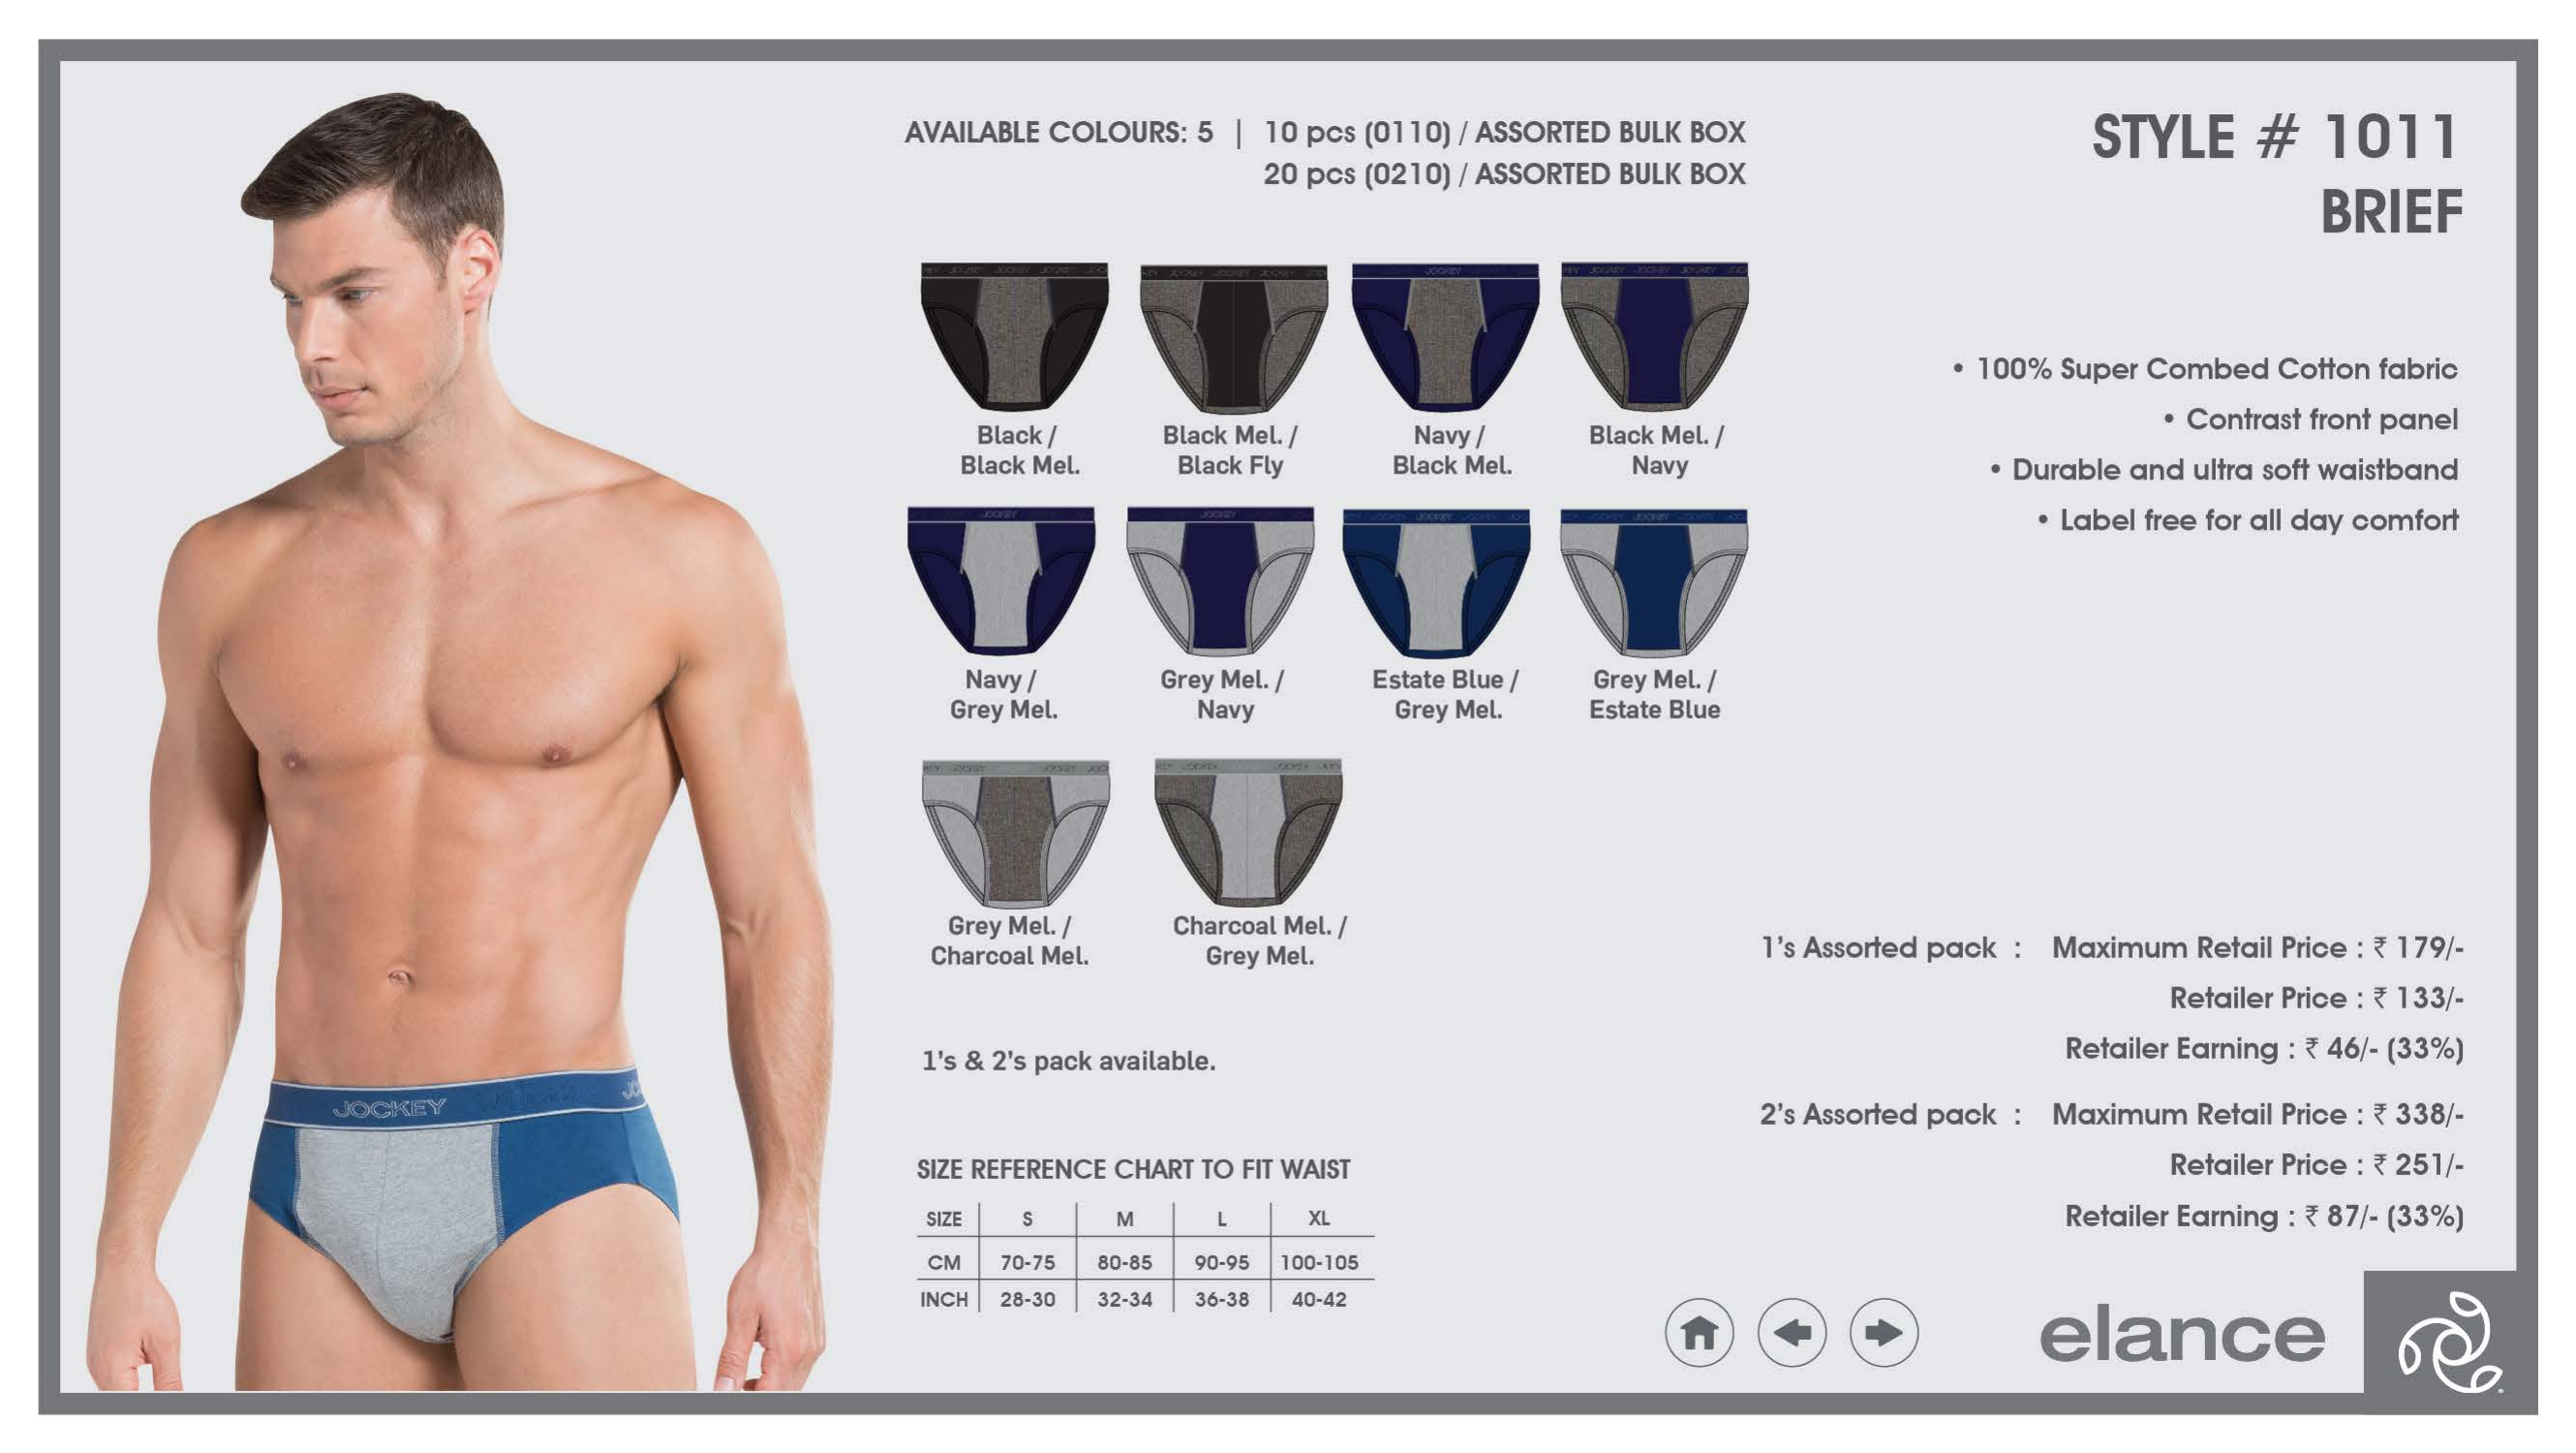 AVAILABLE COLOURS: 5 | 10 pcs (0110) / ASSORTED BULK BOX
20 pcs (0210) / ASSORTED BULK BOX
STYLE # 1011
BRIEF
• 100% Super Combed Cotton fabric
• Contrast front panel
• Durable and ultra soft waistband
• Label free for all day comfort
Black /
Black Mel.
Black Mel. /
Black Fly
Navy /
Black Mel.
Black Mel. /
Navy
Navy /
Grey Mel.
Grey Mel. /
Navy
Estate Blue /
Grey Mel.
Grey Mel. /
Estate Blue
Grey Mel. /
Charcoal Mel.
Charcoal Mel. /
Grey Mel.
1's & 2's pack available.
SIZE REFERENCE CHART TO FIT WAIST
SIZE S M L XL
CM 70-75 80-85 90-95 100-105
INCH 28-30 32-34 36-38 40-42
1's Assorted pack : Maximum Retail Price : ₹ 179/-
Retailer Price : ₹ 133/-
Retailer Earning : ₹ 46/- (33%)
2's Assorted pack : Maximum Retail Price : ₹ 338/-
Retailer Price : ₹ 251/-
Retailer Earning : ₹ 87/- (33%)
JOCKEY
elance